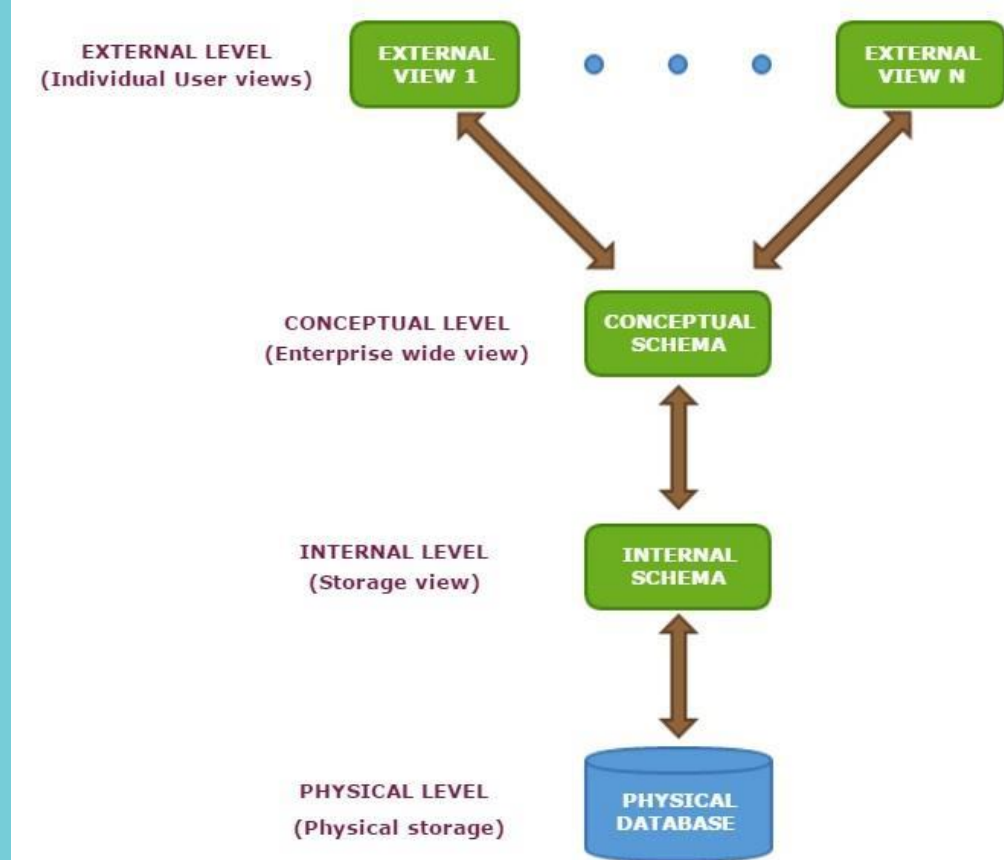 EXTERNAL LEVEL
(Individual User views)
EXTERNAL
VIEW 1
EXTERNAL
VIEW N
CONCEPTUAL LEVEL
(Enterprise wide view)
CONCEPTUAL
SCHEMA
INTERNAL LEVEL
(Storage view)
INTERNAL
SCHEMA
PHYSICAL LEVEL
(Physical storage)
PHYSICAL
DATABASE